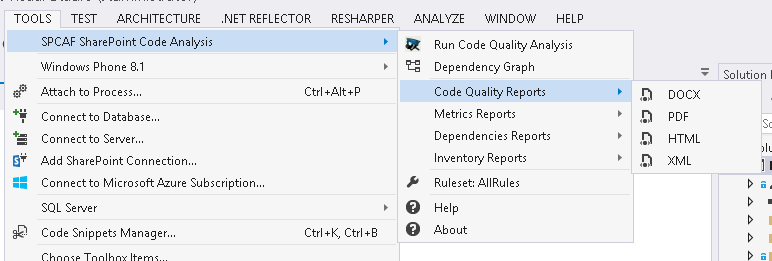 TOOLS TEST ARCHITECTURE .NET REFLECTOR RESHARPER ANALYZE WINDOW HELP
SPCAF SharePoint Code Analysis
Windows Phone 8.1
Attach to Process... Ctrl+Alt+P
Connect to Database...
Connect to Server...
Add SharePoint Connection...
Connect to Microsoft Azure Subscription...
SQL Server
Code Snippets Manager... Ctrl+K, Ctrl+B
Choose Toolbox Items...
Run Code Quality Analysis
Dependency Graph
Code Quality Reports
Metrics Reports
Dependencies Reports
Inventory Reports
Ruleset: AllRules
Help
About
DOCX
PDF
HTML
XML
Solution